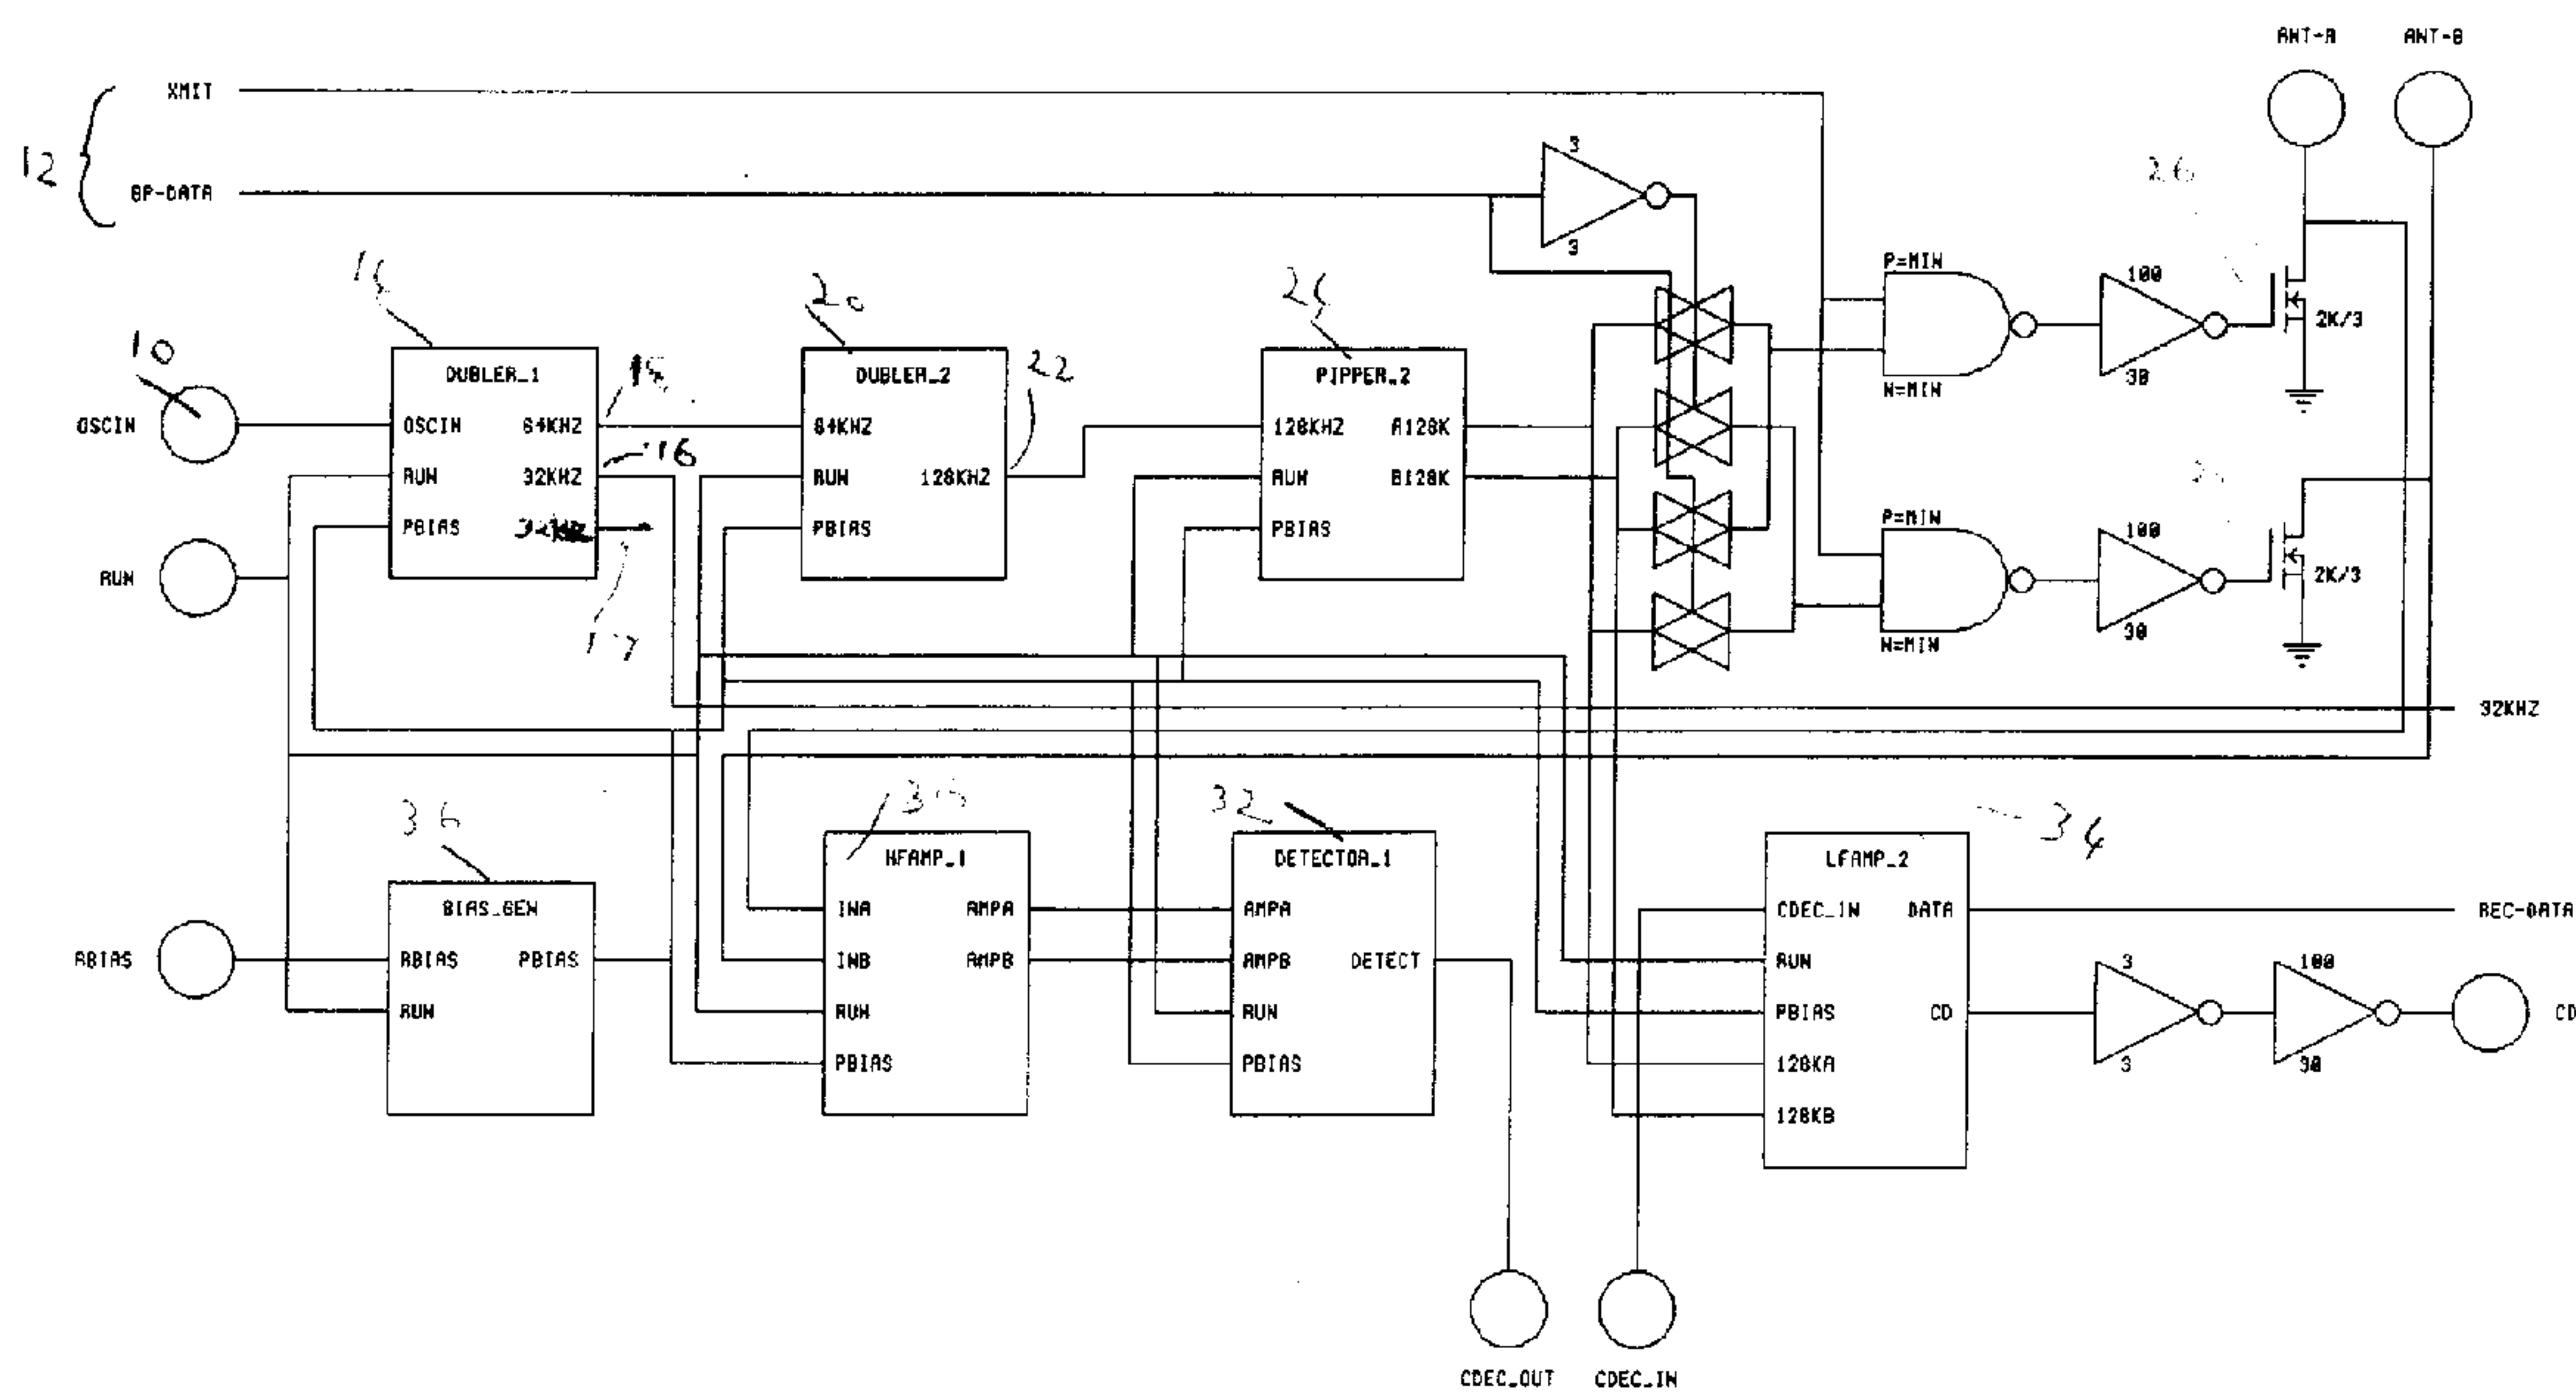 ANT-A ANT-B
XMIT
12
BP-DATA
3
3
26
P=MIN
N=MIN
100
30
2K/3
20
10
OSCIN
DUBLER_1
OSCIN 64KHZ
RUN 32KHZ
PBIAS
16
17
DUBLER_2
64KHZ
RUN 128KHZ
PBIAS
22
PIPPER_2
128KHZ A128K
RUN B128K
PBIAS
P=MIN
N=MIN
100
30
2K/3
RUN
32KHZ
36
BIAS_GEN
RBIAS PBIAS
RUN
RBIAS
HFAMP_1
INA AMPA
INB AMPB
RUN
PBIAS
32
DETECTOR_1
AMPA
AMPB DETECT
RUN
PBIAS
34
LFAMP_2
CDEC_IN DATA
RUN
PBIAS CD
128KA
128KB
REC-DATA
3
3
100
30
CD
CDEC_OUT CDEC_IN